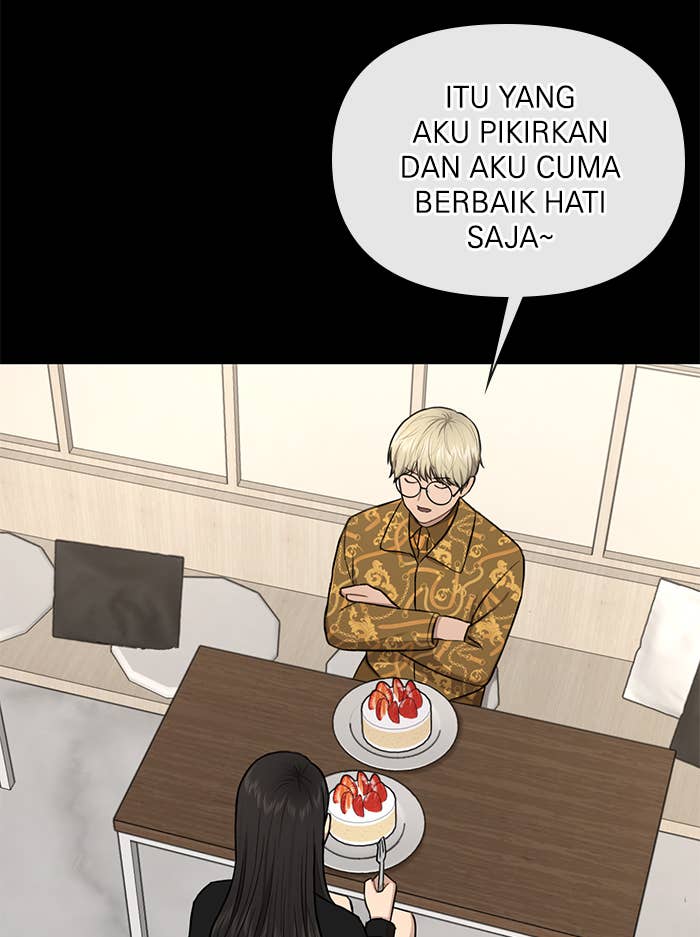 ITU YANG
AKU PIKIRKAN
DAN AKU CUMA
BERBAIK HATI
SAJA~